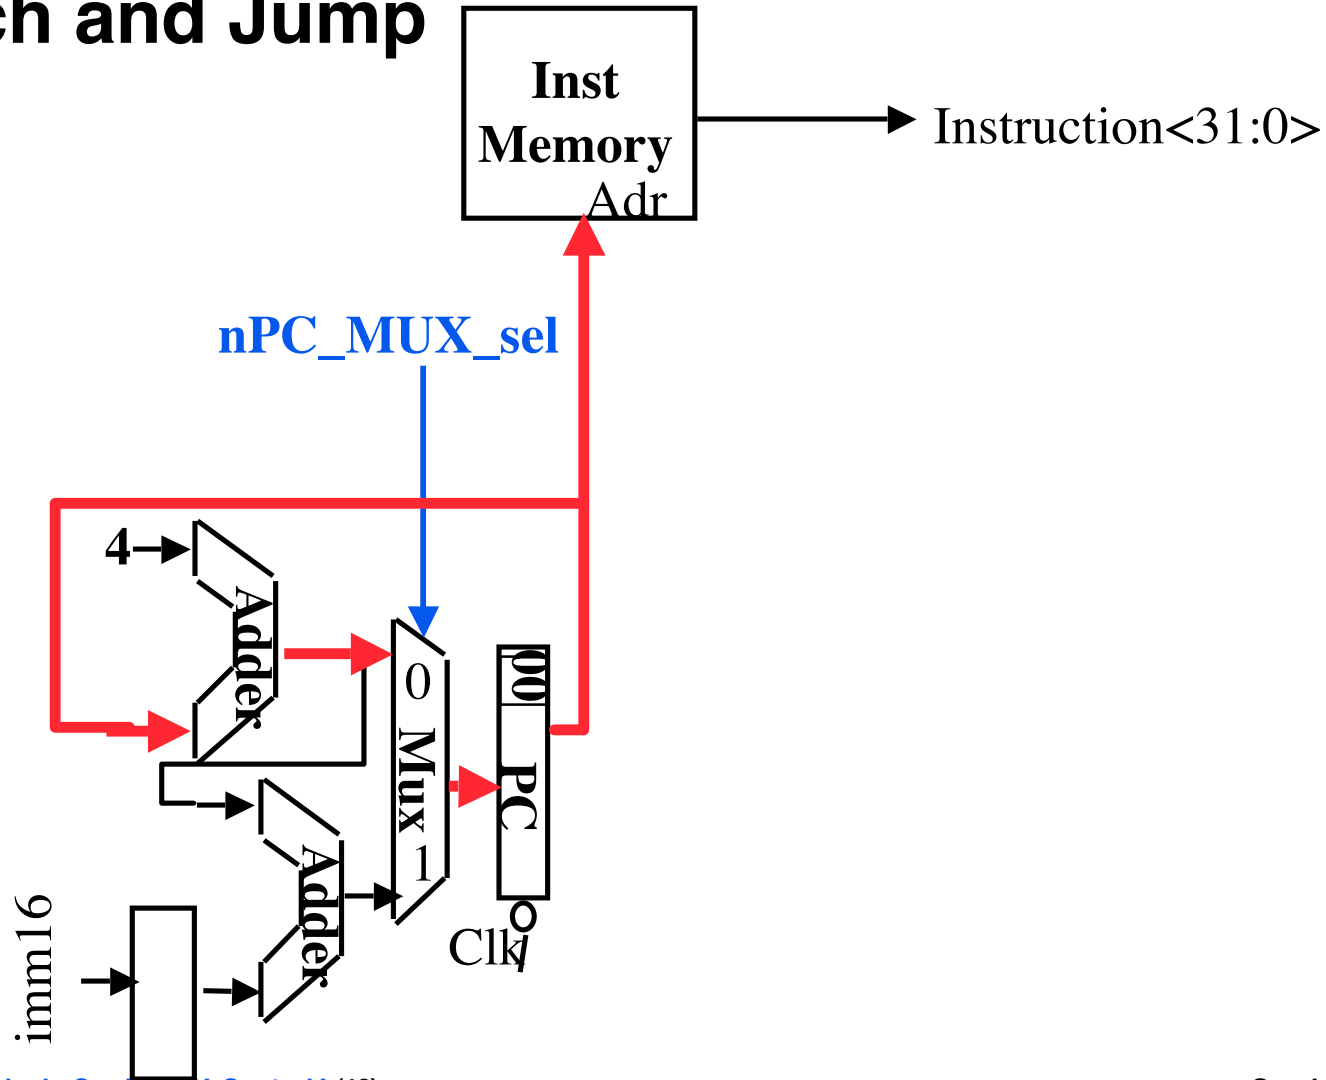 and Jump
Inst
Memory
Adr
Instruction<31:0>
nPC_MUX_sel
4
Adder
0
Mux
1
00
PC
Adder
Clk
imm16